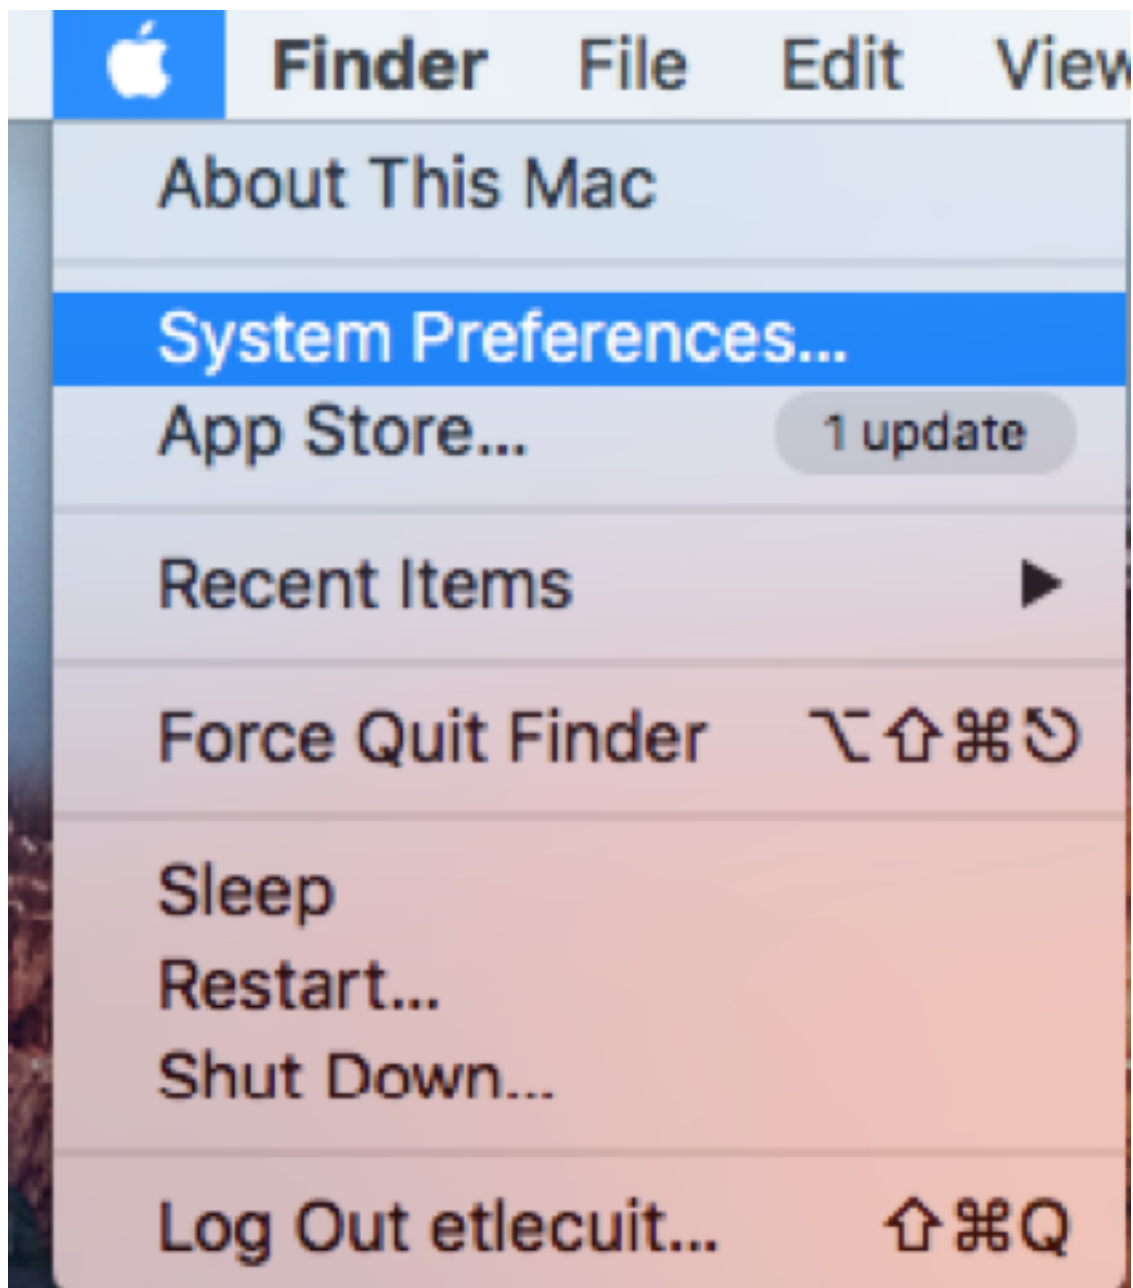 Finder File Edit View
About This Mac
System Preferences...
App Store... 1 update
Recent Items ▶
Force Quit Finder ⌥⇧⌘⎋
Sleep
Restart...
Shut Down...
Log Out etlecuit... ⇧⌘Q